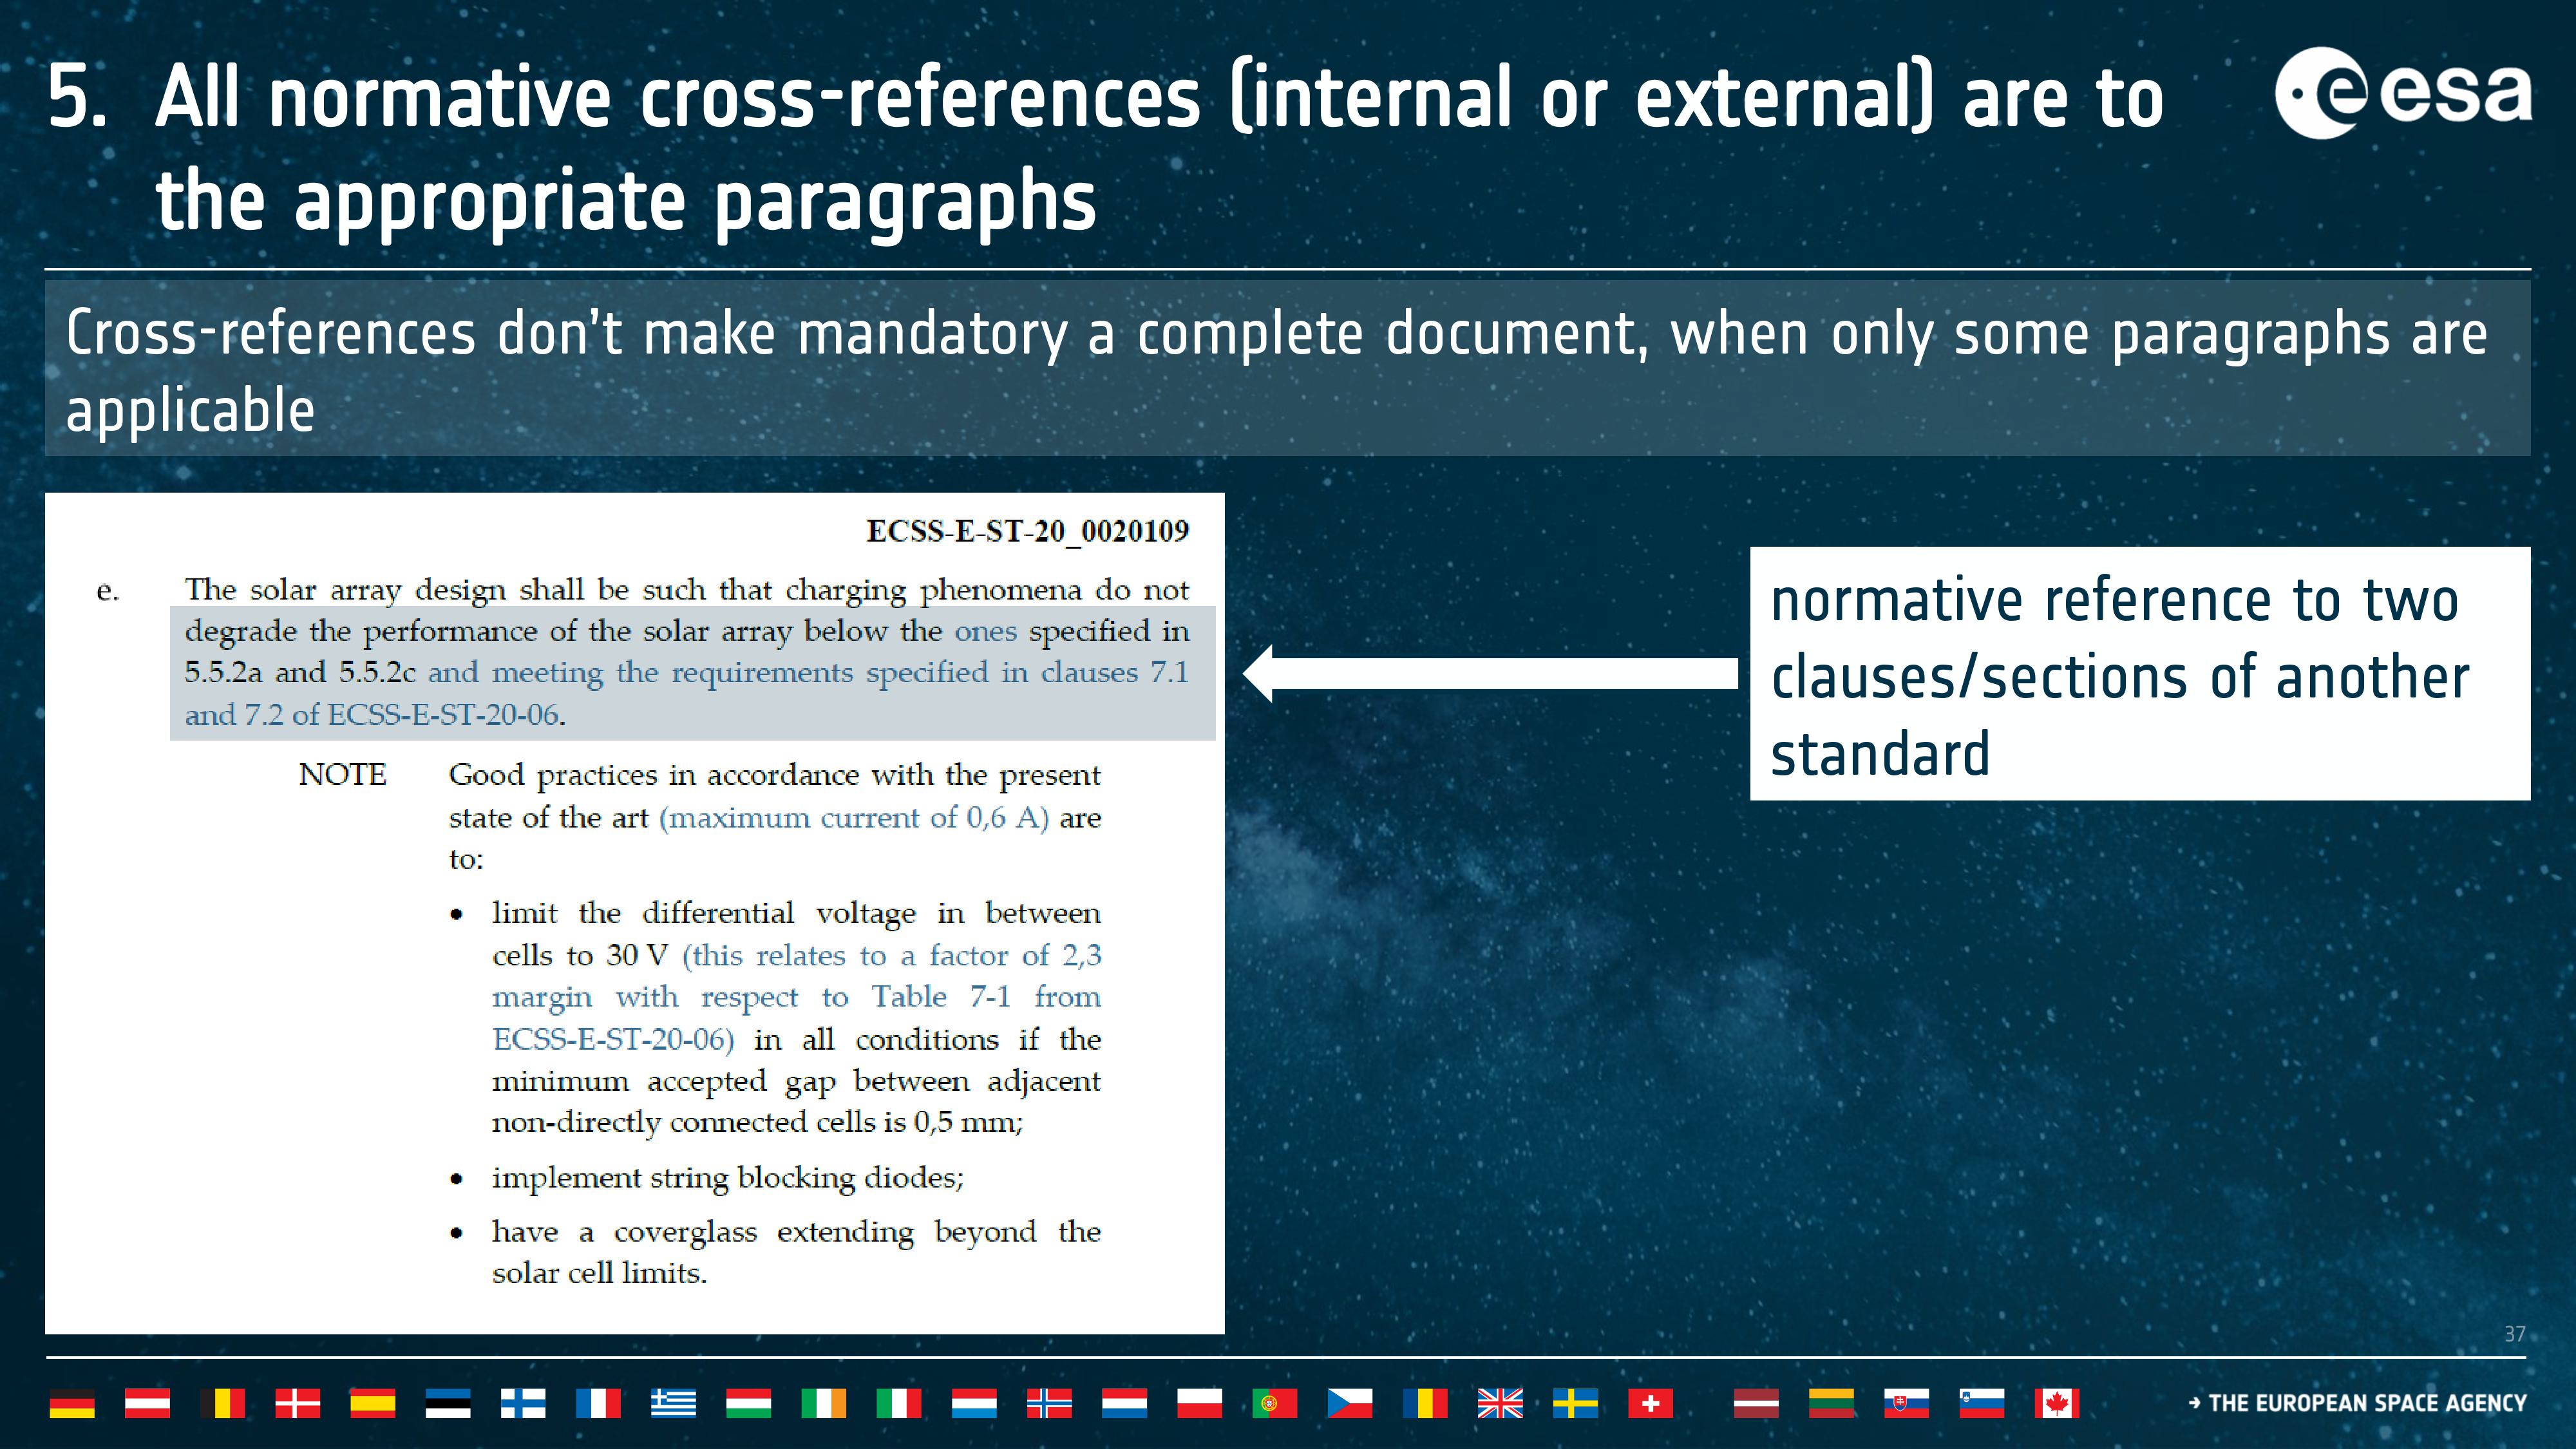 5. All normative cross-references (internal or external) are to
the appropriate paragraphs
esa
Cross-references don’t make mandatory a complete document, when only some paragraphs are
applicable
ECSS-E-ST-20_0020109
e. The solar array design shall be such that charging phenomena do not
degrade the performance of the solar array below the ones specified in
5.5.2a and 5.5.2c and meeting the requirements specified in clauses 7.1
and 7.2 of ECSS-E-ST-20-06.
NOTE Good practices in accordance with the present
state of the art (maximum current of 0,6 A) are
to:
• limit the differential voltage in between
cells to 30 V (this relates to a factor of 2,3
margin with respect to Table 7-1 from
ECSS-E-ST-20-06) in all conditions if the
minimum accepted gap between adjacent
non-directly connected cells is 0,5 mm;
• implement string blocking diodes;
• have a coverglass extending beyond the
solar cell limits.
normative reference to two
clauses/sections of another
standard
37
→ THE EUROPEAN SPACE AGENCY